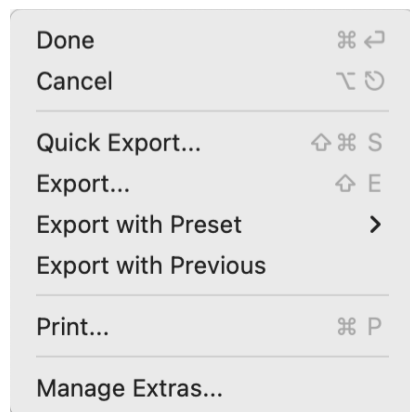 Done ⌘ ↩
Cancel ⌥ ⎋
Quick Export... ⇧ ⌘ S
Export... ⇧ E
Export with Preset >
Export with Previous
Print... ⌘ P
Manage Extras...